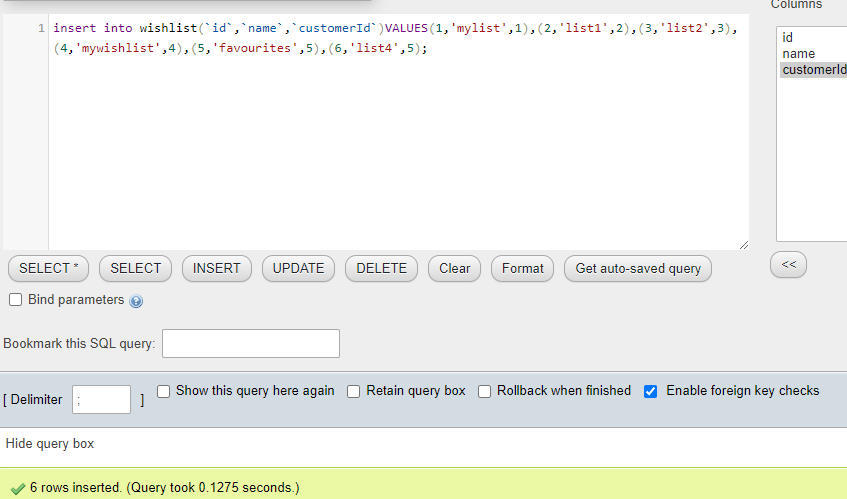 Columns
1 insert into wishlist(`id`,`name`,`customerId`)VALUES(1,'mylist',1),(2,'list1',2),(3,'list2',3),
(4,'mywishlist',4),(5,'favourites',5),(6,'list4',5);
id
name
customerId
SELECT * SELECT INSERT UPDATE DELETE Clear Format Get auto-saved query <<
Bind parameters
Bookmark this SQL query:
[ Delimiter ; ] Show this query here again Retain query box Rollback when finished Enable foreign key checks
Hide query box
6 rows inserted. (Query took 0.1275 seconds.)